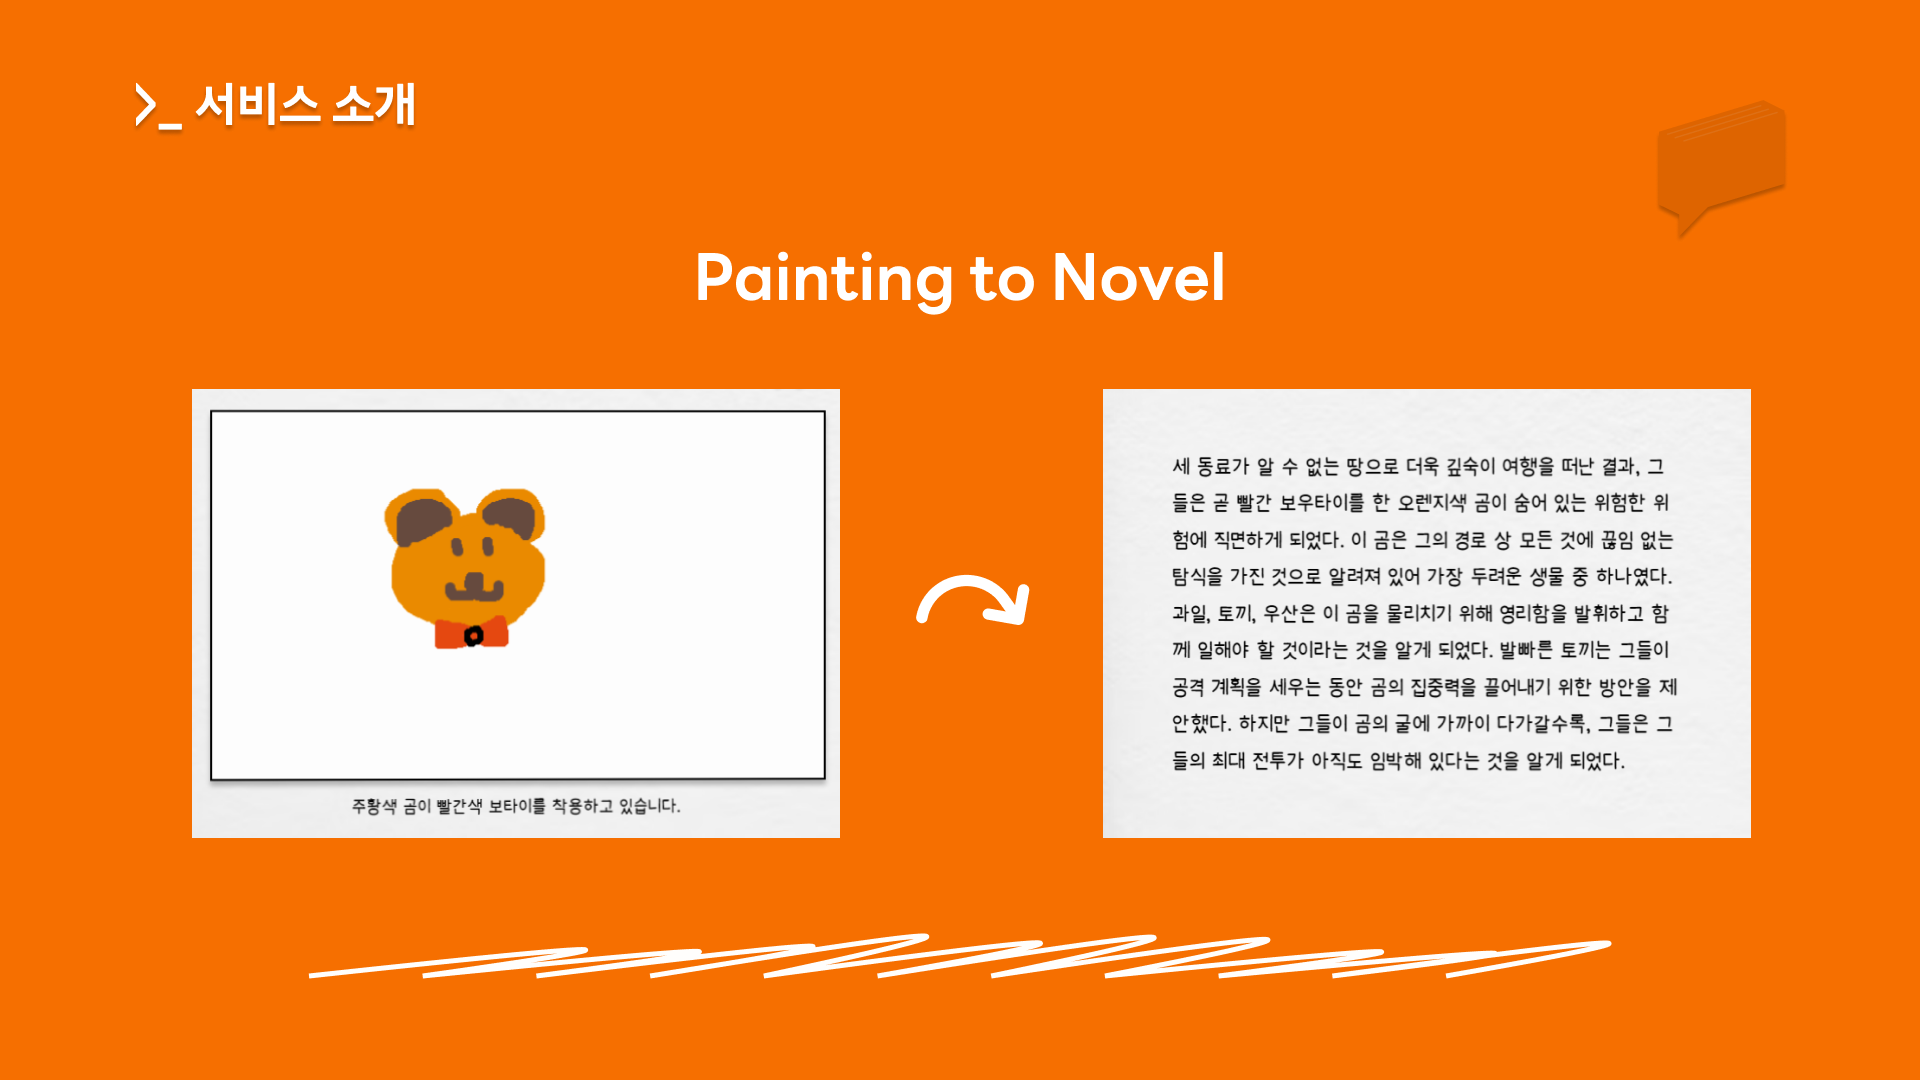 >_ 서비스 소개
Painting to Novel
주황색 곰이 빨간색 보타이를 착용하고 있습니다.
세 동료가 알 수 없는 땅으로 더욱 깊숙이 여행을 떠난 결과, 그
들은 곧 빨간 보우타이를 한 오렌지색 곰이 숨어 있는 위험한 위
험에 직면하게 되었다. 이 곰은 그의 경로 상 모든 것에 끊임 없는
탐식을 가진 것으로 알려져 있어 가장 두려운 생물 중 하나였다.
과일, 토끼, 우산은 이 곰을 물리치기 위해 영리함을 발휘하고 함
께 일해야 할 것이라는 것을 알게 되었다. 발빠른 토끼는 그들이
공격 계획을 세우는 동안 곰의 집중력을 끌어내기 위한 방안을 제
안했다. 하지만 그들이 곰의 굴에 가까이 다가갈수록, 그들은 그
들의 최대 전투가 아직도 임박해 있다는 것을 알게 되었다.